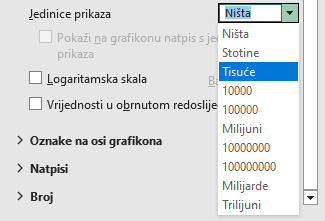 Jedinice prikaza
Ništa
Pokaži na grafikonu natpis s
prikaza
Logaritamska skala
Vrijednosti u obrnutom redoslije
Oznake na osi grafikona
Natpisi
Broj
Ništa
Stotine
Tisuće
10000
100000
Milijuni
10000000
100000000
Milijarde
Trilijuni